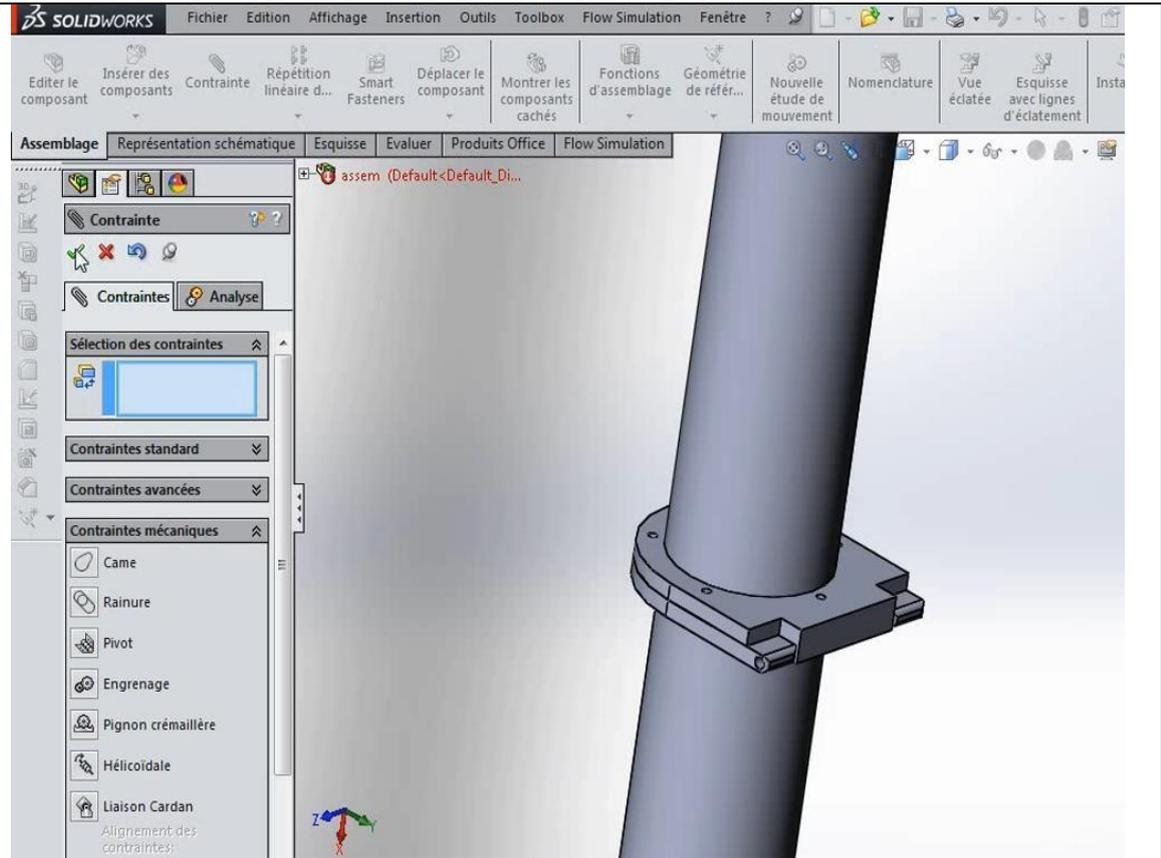 SOLIDWORKS Fichier Edition Affichage Insertion Outils Toolbox Flow Simulation Fenêtre ?
Editer le composant
Insérer des composants
Contrainte
Répétition linéaire d...
Smart Fasteners
Déplacer le composant
Montrer les composants cachés
Fonctions d'assemblage
Géométrie de référ...
Nouvelle étude de mouvement
Nomenclature
Vue éclatée
Esquisse avec lignes d'éclatement
Insta
Assemblage Représentation schématique Esquisse Evaluer Produits Office Flow Simulation
assem (Default<Default_Di...
Contrainte ? ?
Contraintes Analyse
Sélection des contraintes
Contraintes standard
Contraintes avancées
Contraintes mécaniques
Came
Rainure
Pivot
Engrenage
Pignon crémaillère
Hélicoïdale
Liaison Cardan
Alignement des
contraintes:
Z Y
X